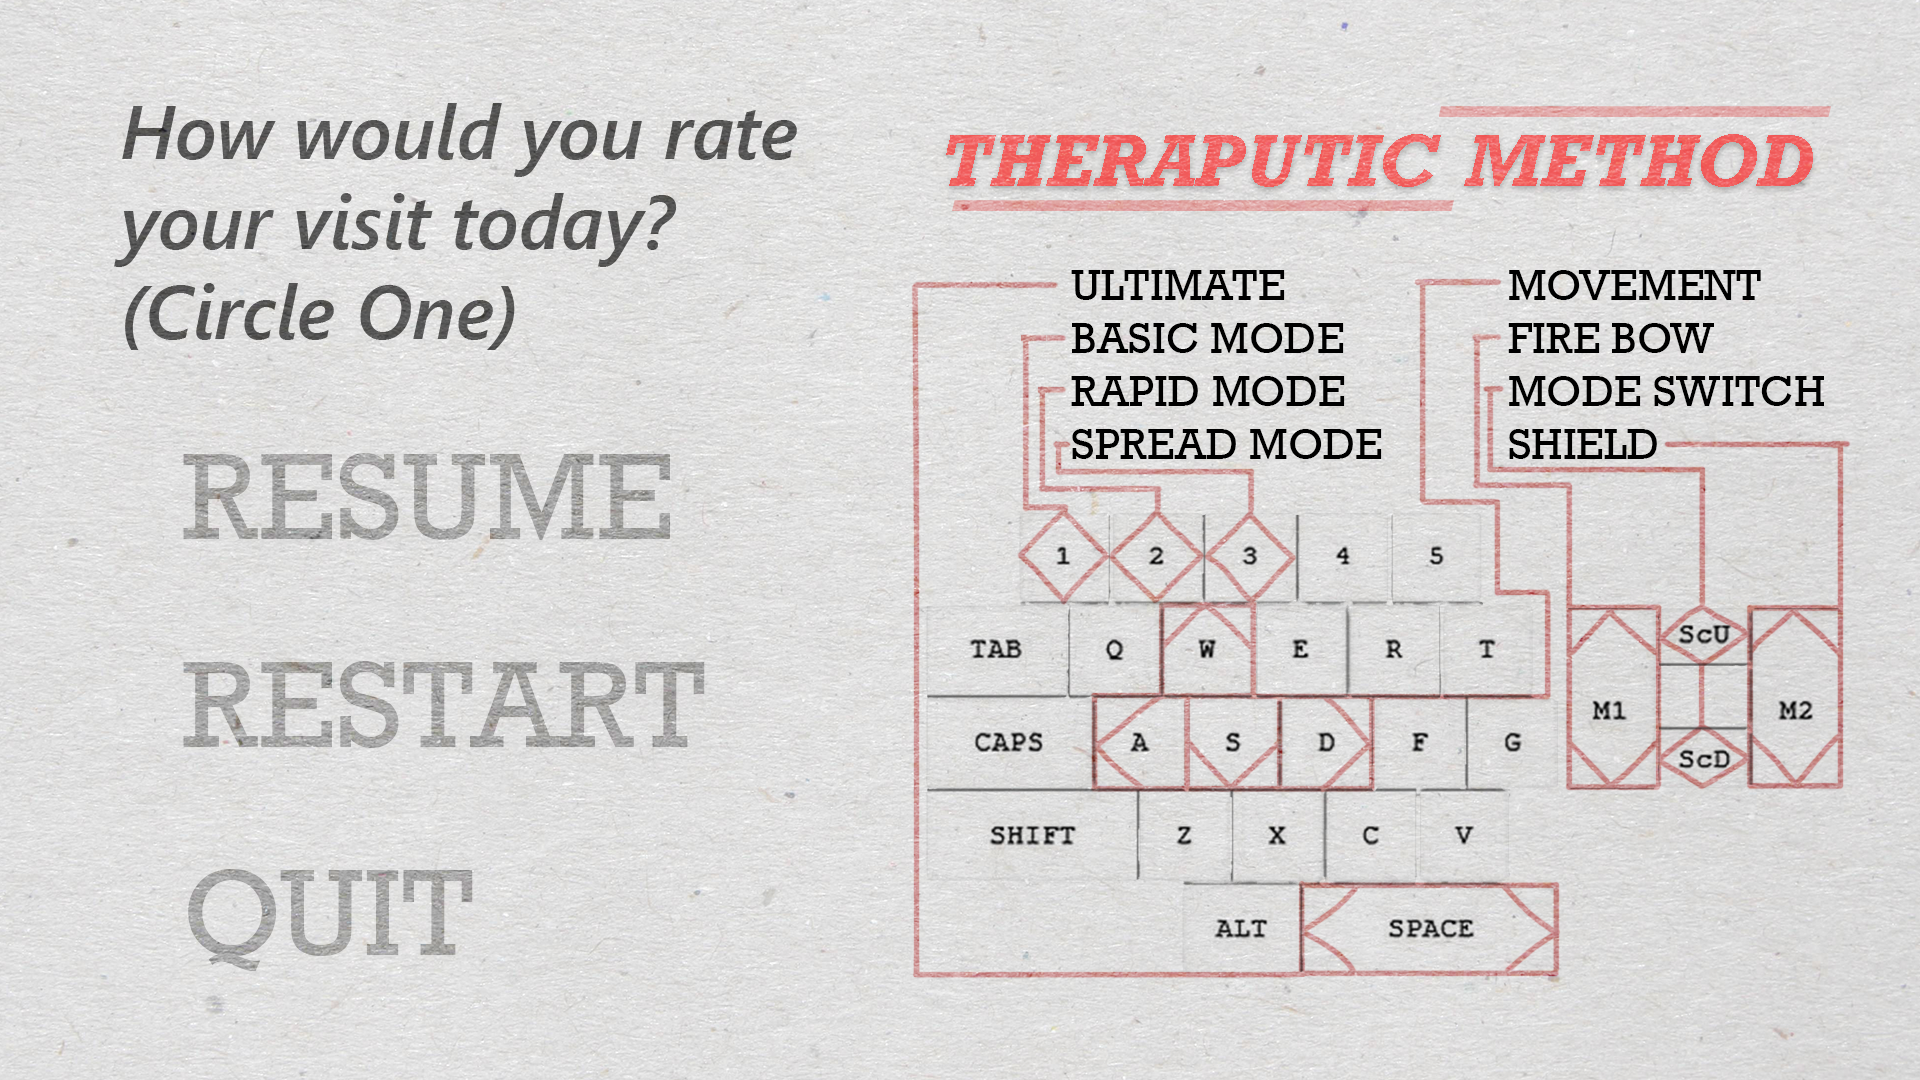 How would you rate
your visit today?
(Circle One)
RESUME
RESTART
QUIT
THERAPUTIC METHOD
ULTIMATE
BASIC MODE
RAPID MODE
SPREAD MODE
MOVEMENT
FIRE BOW
MODE SWITCH
SHIELD
1 2 3 4 5
TAB Q W E R T
CAPS A S D F G
SHIFT Z X C V
ALT SPACE
ScU
M1 M2
ScD